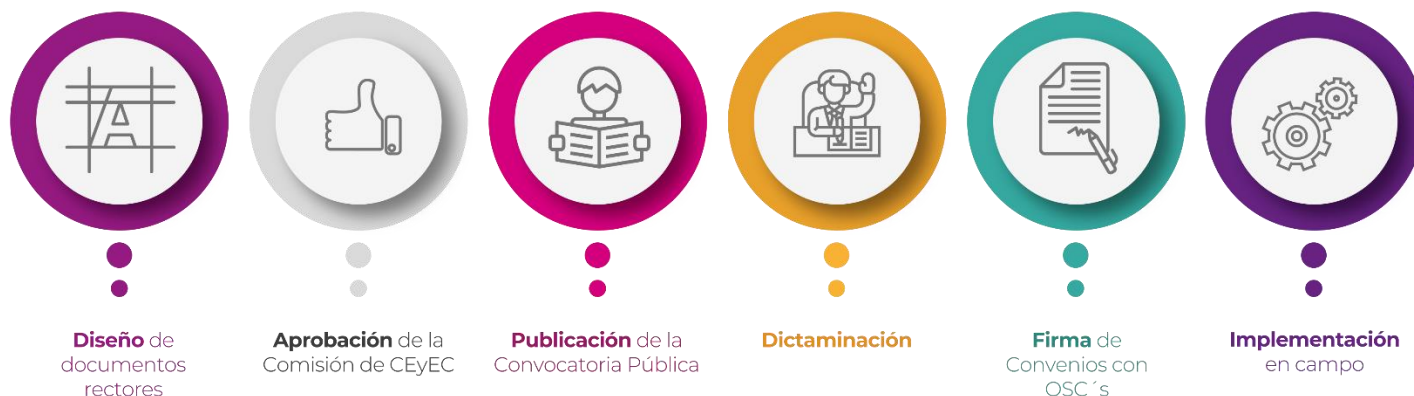 Diseño de
documentos
rectores
Aprobación de la
Comisión de CEyEC
Publicación de la
Convocatoria Pública
Dictaminación
Firma de
Convenios con
OSC´s
Implementación
en campo